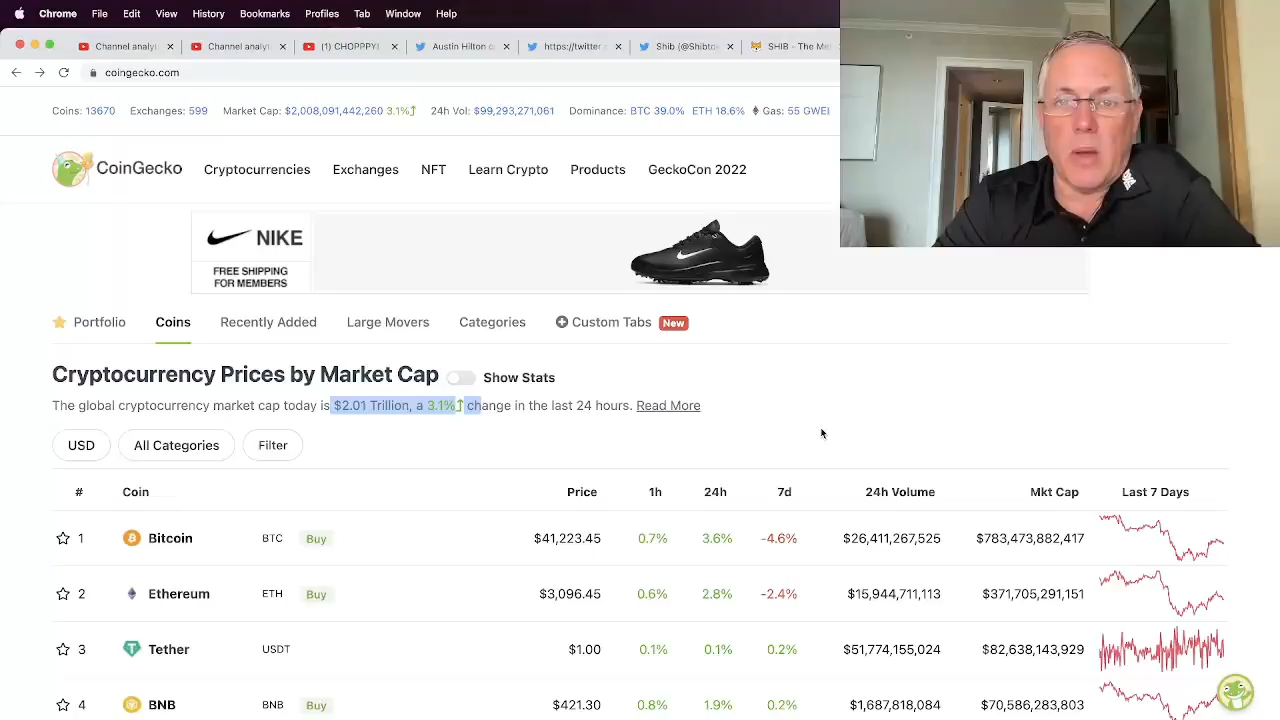 Chrome File Edit View History Bookmarks Profiles Tab Window Help
Channel analyt Channel analyt (1) CHOPPPY! Austin Hilton https://twitter. Shib (@Shibtok SHIB - The Me
coingecko.com
Coins: 13670 Exchanges: 599 Market Cap: $2,008,091,442,260 3.1% 24h Vol: $99,293,271,061 Dominance: BTC 39.0% ETH 18.6% Gas: 55 GWEI
CoinGecko Cryptocurrencies Exchanges NFT Learn Crypto Products GeckoCon 2022
NIKE
FREE SHIPPING
FOR MEMBERS
Portfolio Coins Recently Added Large Movers Categories Custom Tabs New
Cryptocurrency Prices by Market Cap Show Stats
The global cryptocurrency market cap today is $2.01 Trillion, a 3.1% change in the last 24 hours. Read More
USD All Categories Filter
# Coin Price 1h 24h 7d 24h Volume Mkt Cap Last 7 Days
1 Bitcoin BTC Buy $41,223.45 0.7% 3.6% -4.6% $26,411,267,525 $783,473,882,417
2 Ethereum ETH Buy $3,096.45 0.6% 2.8% -2.4% $15,944,711,113 $371,705,291,151
3 Tether USDT $1.00 0.1% 0.1% 0.2% $51,774,155,024 $82,638,143,929
4 BNB BNB Buy $421.30 0.8% 1.9% 0.2% $1,687,818,084 $70,586,283,803